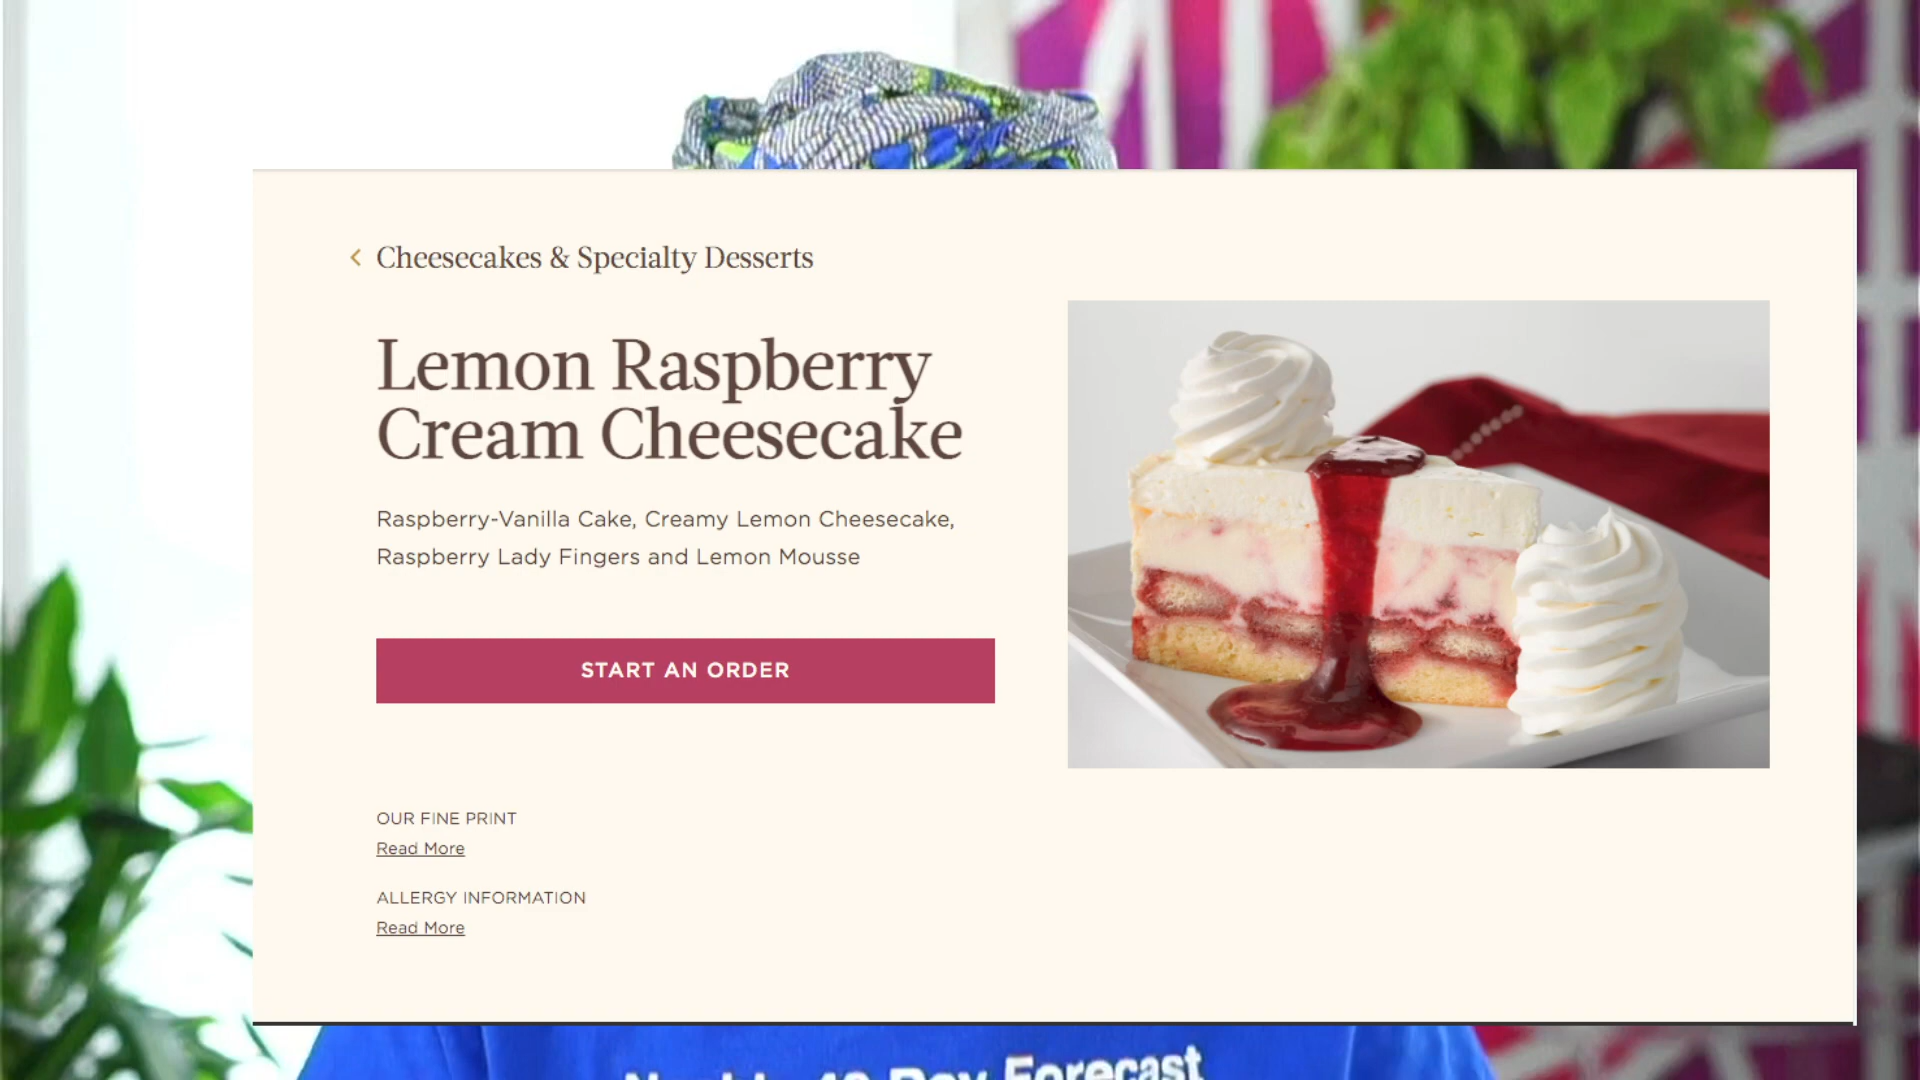 Cheesecakes & Specialty Desserts
Lemon Raspberry
Cream Cheesecake
Raspberry-Vanilla Cake, Creamy Lemon Cheesecake,
Raspberry Lady Fingers and Lemon Mousse
START AN ORDER
OUR FINE PRINT
Read More
ALLERGY INFORMATION
Read More
Day Forecast